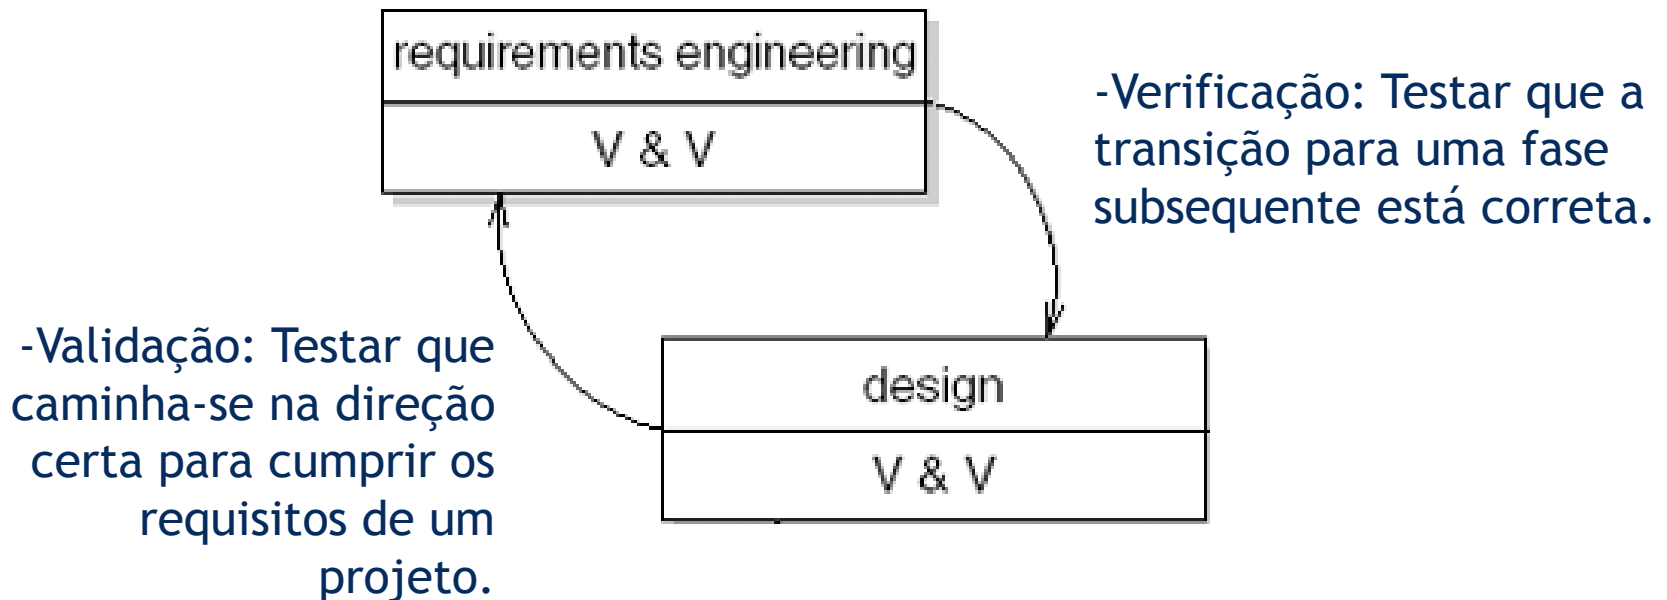 requirements engineering
V & V
-Verificação: Testar que a
transição para uma fase
subsequente está correta.
-Validação: Testar que
caminha-se na direção
certa para cumprir os
requisitos de um
projeto.
design
V & V